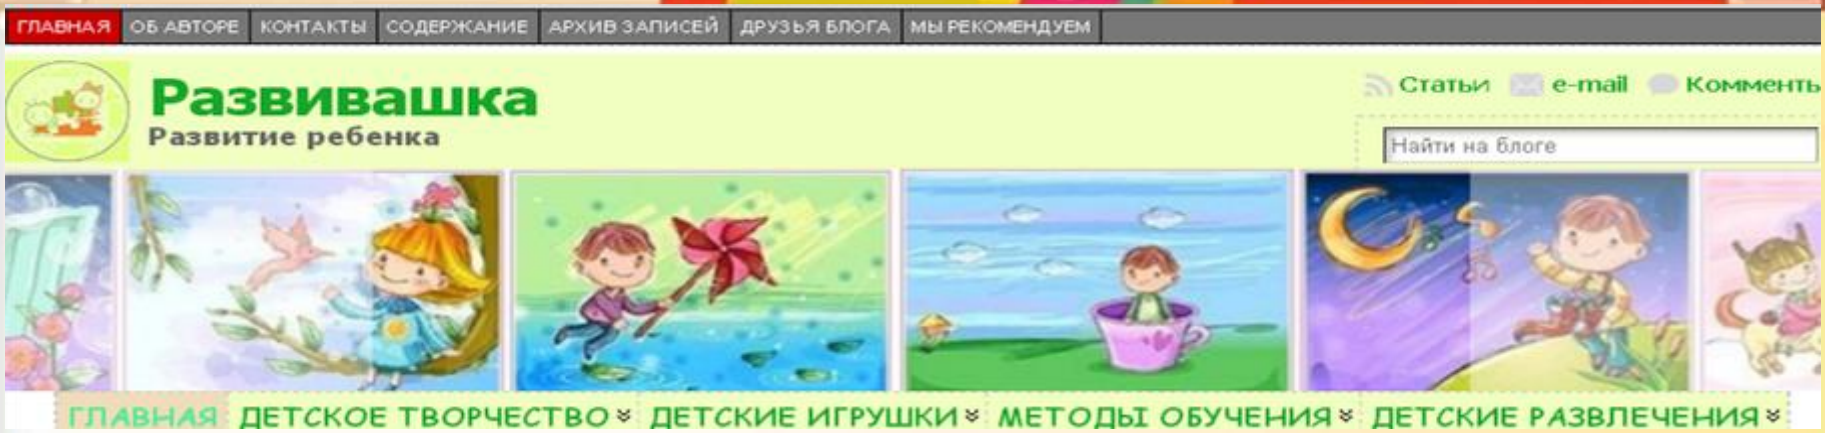 ГЛАВНАЯ ОБ АВТОРЕ КОНТАКТЫ СОДЕРЖАНИЕ АРХИВ ЗАПИСЕЙ ДРУЗЬЯ БЛОГА МЫ РЕКОМЕНДУЕМ
Развивашка
Развитие ребенка
Статьи e-mail Комменты
Найти на блоге
ГЛАВНАЯ ДЕТСКОЕ ТВОРЧЕСТВО ДЕТСКИЕ ИГРУШКИ МЕТОДЫ ОБУЧЕНИЯ ДЕТСКИЕ РАЗВЛЕЧЕНИЯ